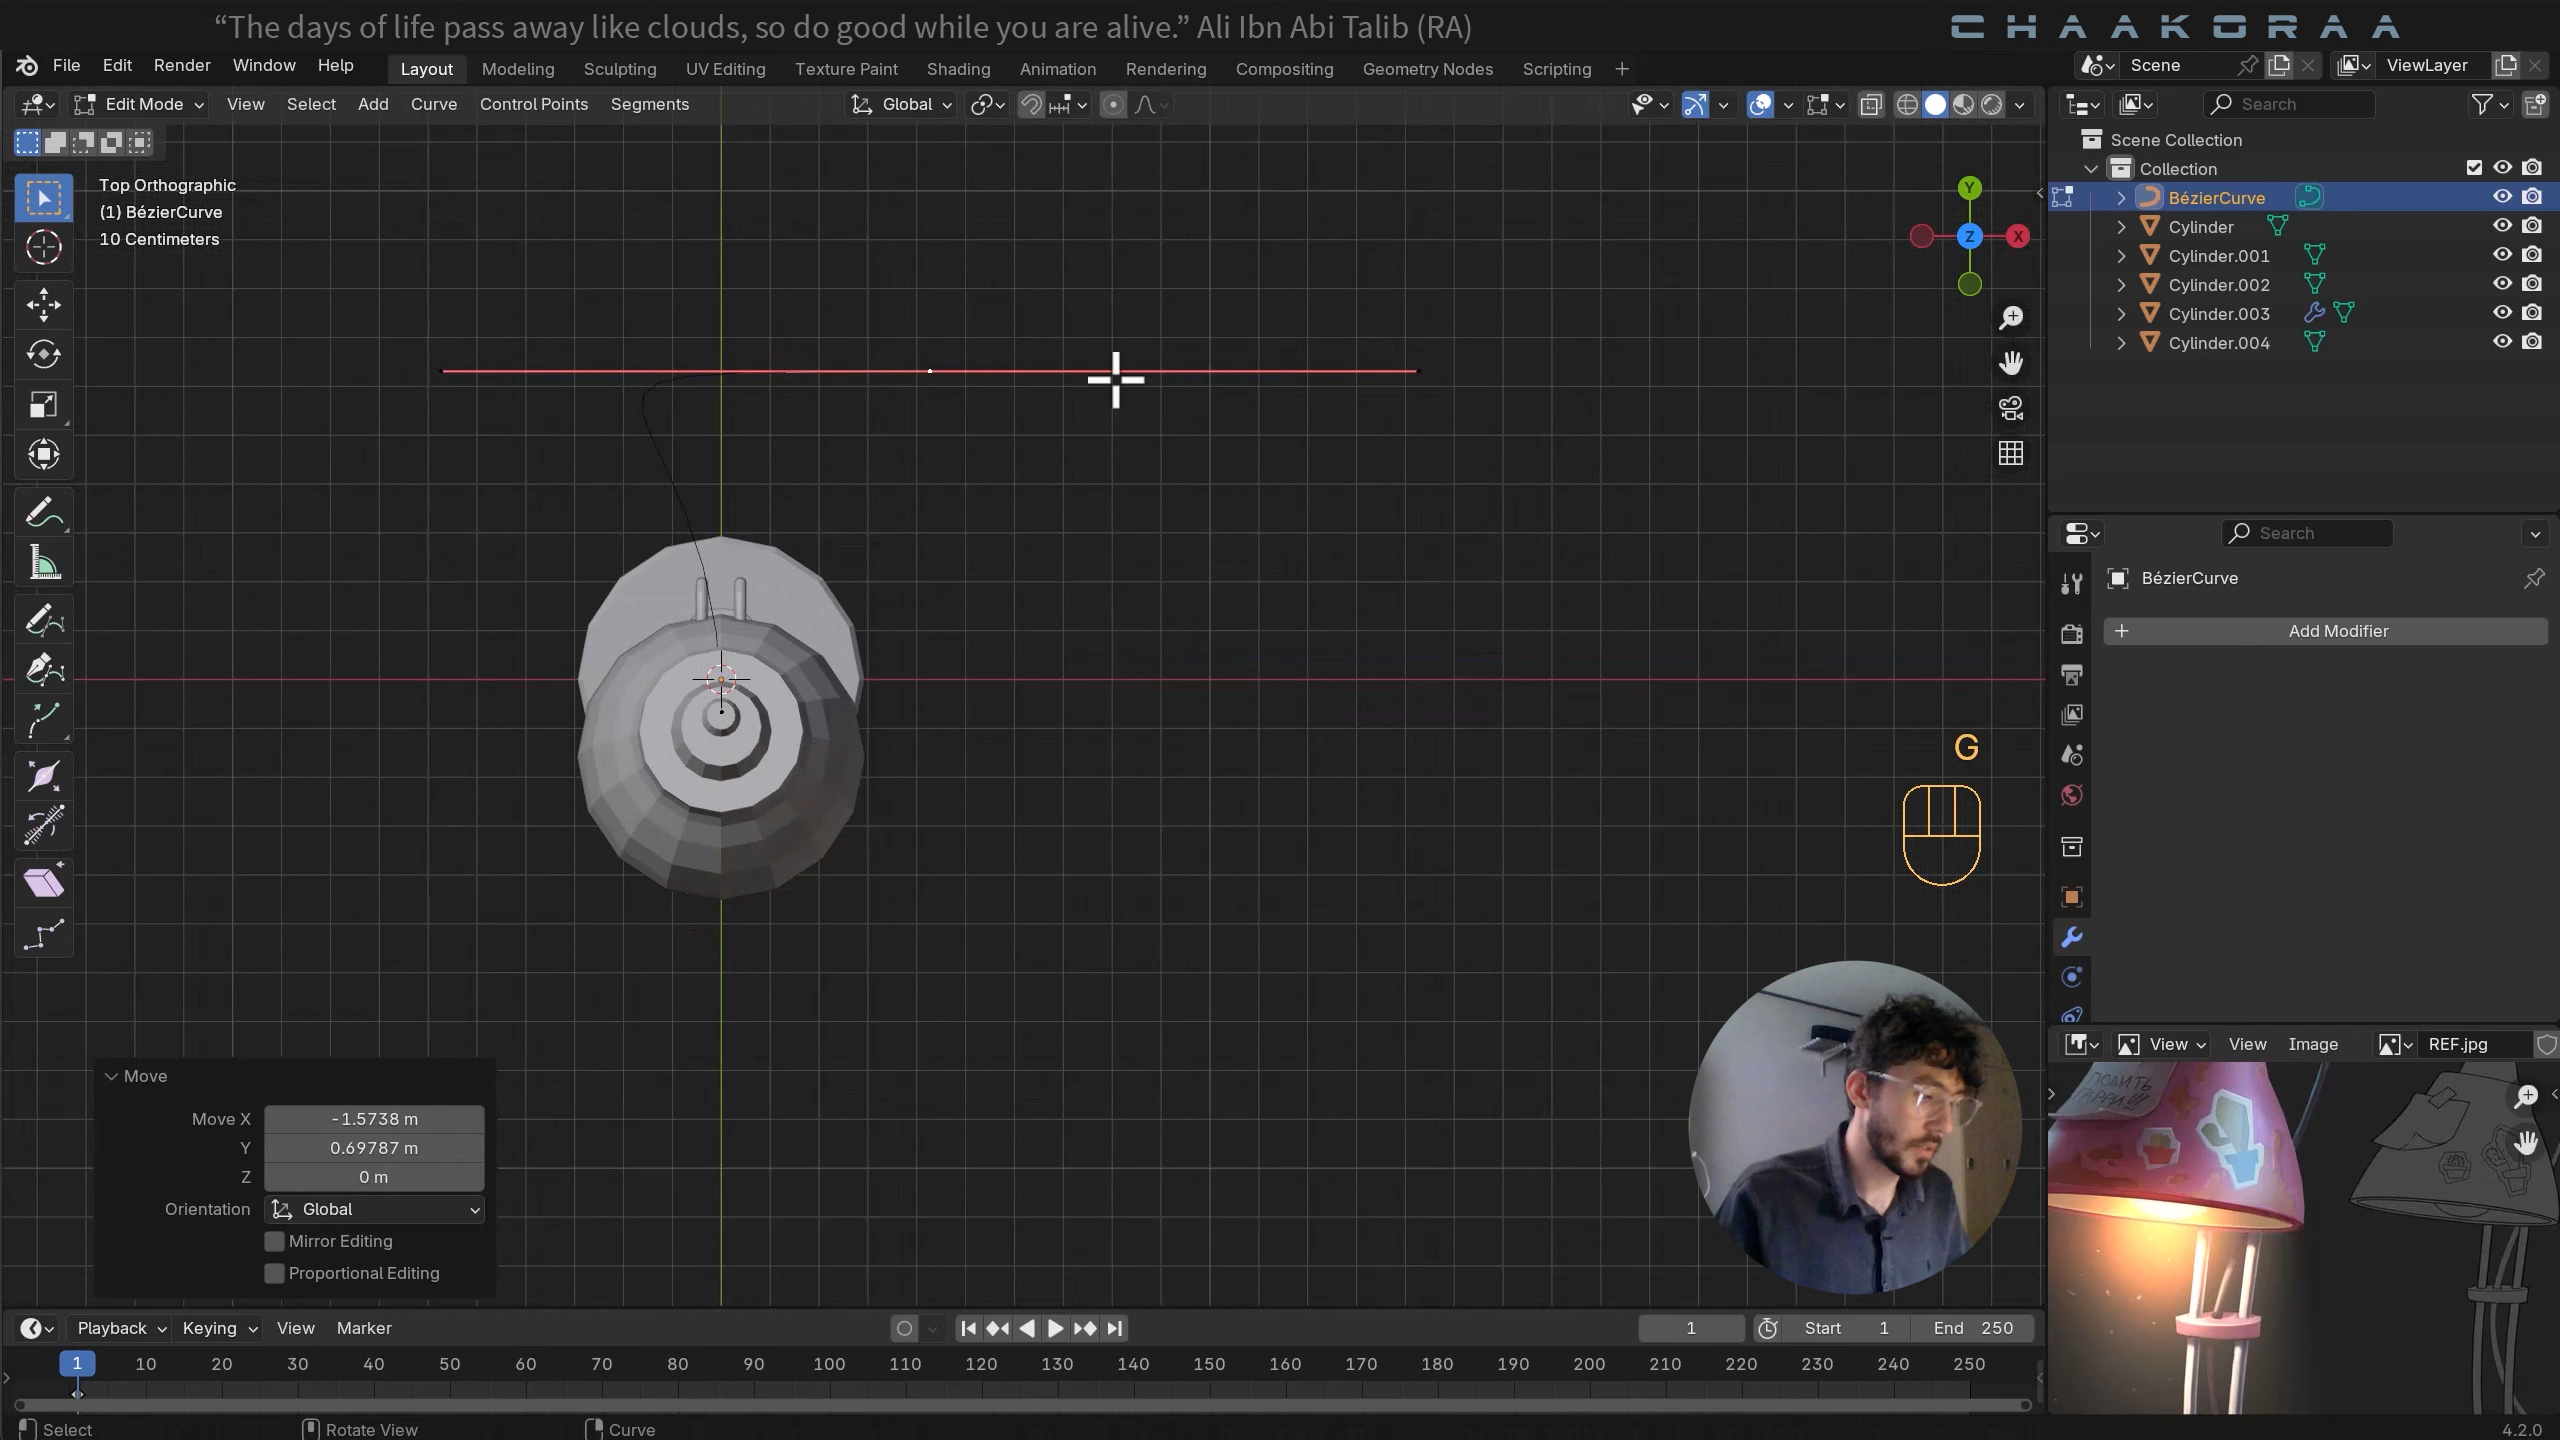 “The days of life pass away like clouds, so do good while you are alive.” Ali Ibn Abi Talib (RA)
CHAAKORAA
File Edit Render Window Help
Layout Modeling Sculpting UV Editing Texture Paint Shading Animation Rendering Compositing Geometry Nodes Scripting +
Scene
ViewLayer
Edit Mode View Select Add Curve Control Points Segments
Global
Search
Top Orthographic
(1) BézierCurve
10 Centimeters
Y
Z
X
Scene Collection
Collection
BézierCurve
Cylinder
Cylinder.001
Cylinder.002
Cylinder.003
Cylinder.004
Search
BézierCurve
+ Add Modifier
G
Move
Move X -1.5738 m
Y 0.69787 m
Z 0 m
Orientation Global
Mirror Editing
Proportional Editing
View View Image REF.jpg
ПОЛИТЬ
Playback Keying View Marker
1
Start 1
End 250
1 10 20 30 40 50 60 70 80 90 100 110 120 130 140 150 160 170 180 190 200 210 220 230 240 250
Select Rotate View Curve
4.2.0